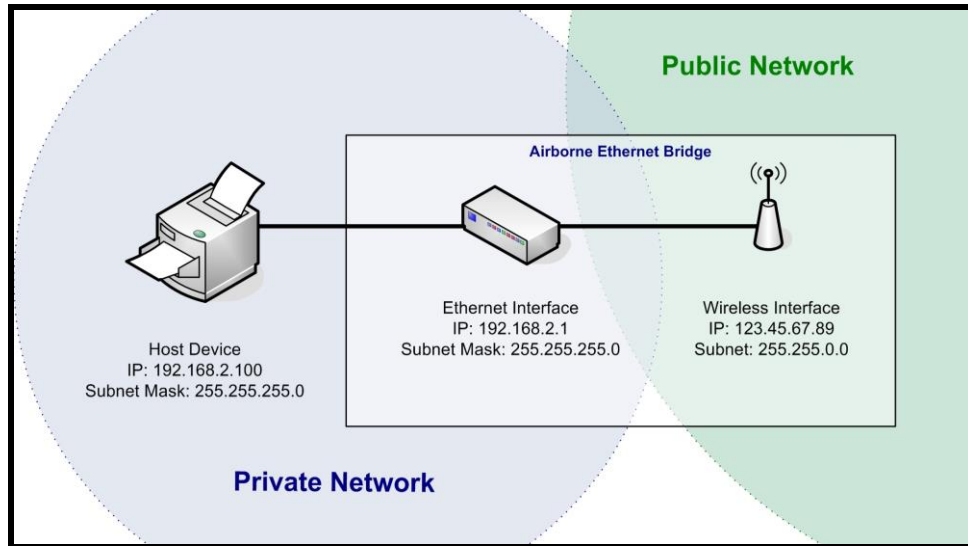 Public Network
Airborne Ethernet Bridge
Ethernet Interface
IP: 192.168.2.1
Subnet Mask: 255.255.255.0
Wireless Interface
IP: 123.45.67.89
Subnet: 255.255.0.0
Host Device
IP: 192.168.2.100
Subnet Mask: 255.255.255.0
Private Network